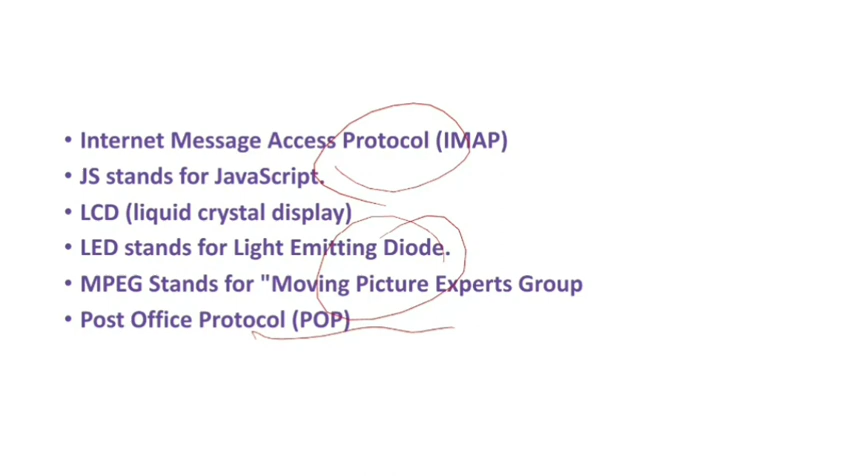 • Internet Message Access Protocol (IMAP)
• JS stands for JavaScript.
• LCD (liquid crystal display)
• LED stands for Light Emitting Diode.
• MPEG Stands for "Moving Picture Experts Group
• Post Office Protocol (POP)